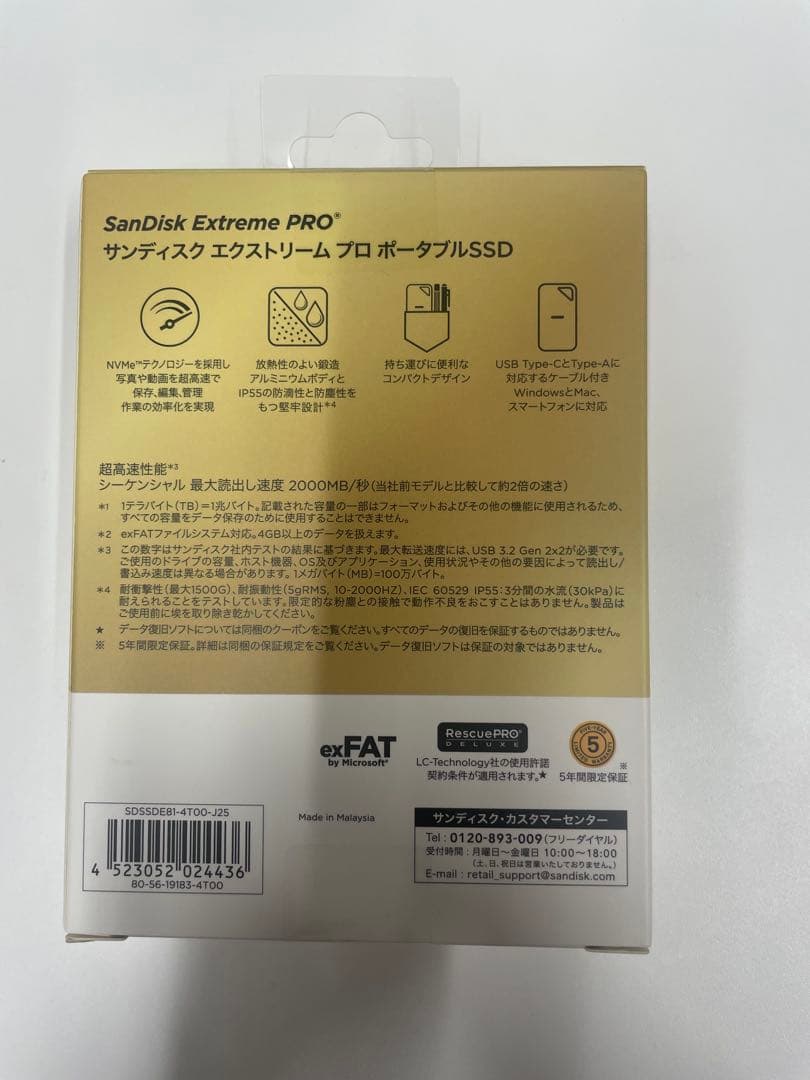 SanDisk Extreme PRO®
サンディスク エクストリーム プロ ポータブルSSD
NVMe™テクノロジーを採用し
写真や動画を超高速で
保存、編集、管理
作業の効率化を実現
放熱性のよい鍛造
アルミニウムボディと
IP55の防滴性と防塵性を
もつ堅牢設計*4
持ち運びに便利な
コンパクトデザイン
USB Type-CとType-Aに
対応するケーブル付き
WindowsとMac、
スマートフォンに対応
超高速性能*3
シーケンシャル 最大読出し速度 2000MB/秒(当社前モデルと比較して約2倍の速さ)
*1 1テラバイト(TB)=1兆バイト。記載された容量の一部はフォーマットおよびその他の機能に使用されるため、
すべての容量をデータ保存のために使用することはできません。
*2 exFATファイルシステム対応。4GB以上のデータを扱えます。
*3 この数字はサンディスク社内テストの結果に基づきます。最大転送速度には、USB 3.2 Gen 2x2が必要です。
ご使用のドライブの容量、ホスト機器、OS及びアプリケーション、使用状況やその他の要因によって読出し/
書込み速度は異なる場合があります。1メガバイト(MB)=100万バイト。
*4 耐衝撃性(最大1500G)、耐振動性(5gRMS, 10-2000HZ)、IEC 60529 IP55:3分間の水流(30kPa)に
耐えられることをテストしています。限定的な粉塵との接触で動作不良をおこすことはありません。製品は
ご使用前に埃を取り除き乾かしてください。
★ データ復旧ソフトについては同梱のクーポンをご覧ください。すべてのデータの復旧を保証するものではありません。
※ 5年間限定保証。詳細は同梱の保証規定をご覧ください。データ復旧ソフトは保証の対象ではありません。
exFAT
by Microsoft®
RescuePRO®
DELUXE
LC-Technology社の使用許諾
契約条件が適用されます。★
FIVE-YEAR
5
LIMITED WARRANTY
※
5年間限定保証
SDSSDE81-4T00-J25
4 523052 024436
80-56-19183-4T00
Made in Malaysia
サンディスク・カスタマーセンター
Tel : 0120-893-009(フリーダイヤル)
受付時間 : 月曜日〜金曜日 10:00〜18:00
(土、日、祝日は営業いたしておりません。)
E-mail : retail_support@sandisk.com